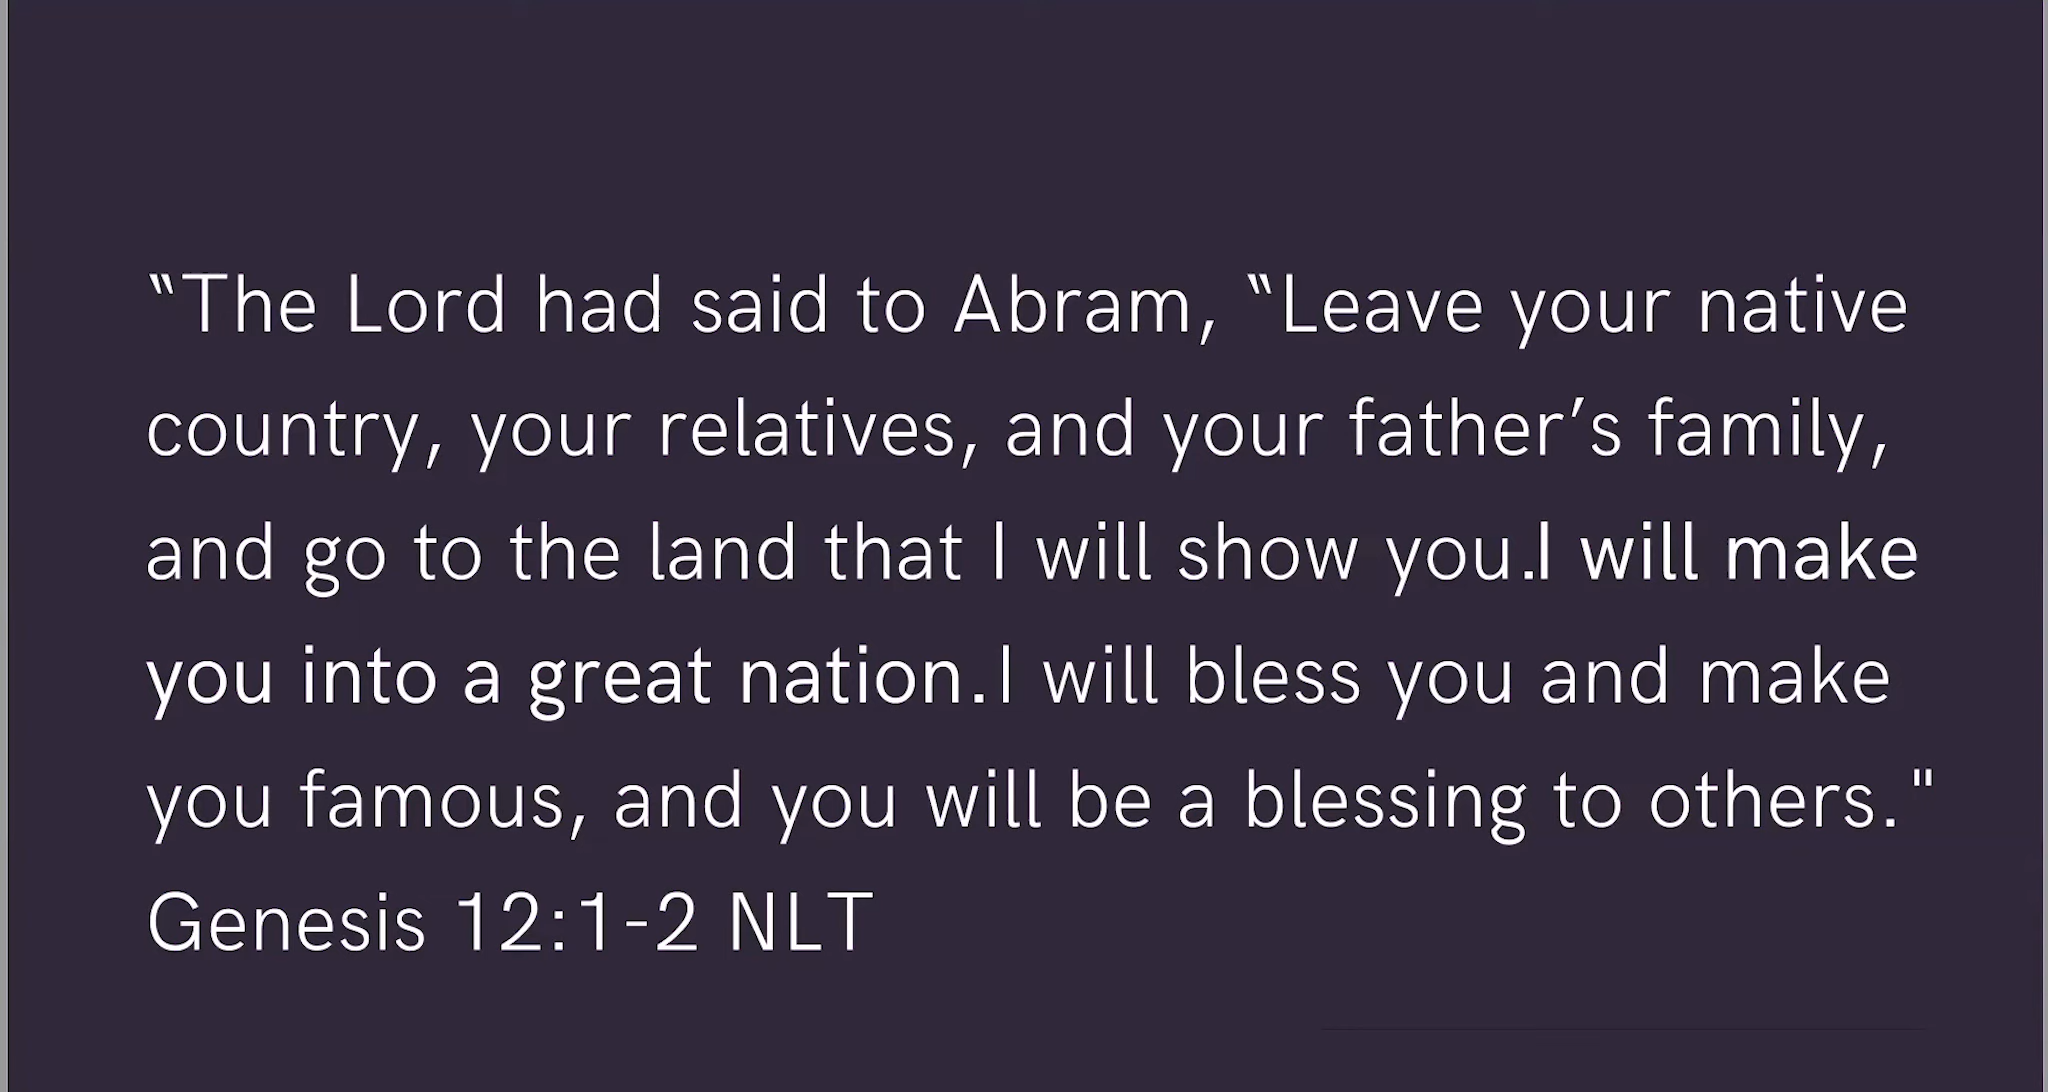 “The Lord had said to Abram, “Leave your native
country, your relatives, and your father’s family,
and go to the land that I will show you.I will make
you into a great nation.I will bless you and make
you famous, and you will be a blessing to others."
Genesis 12:1-2 NLT